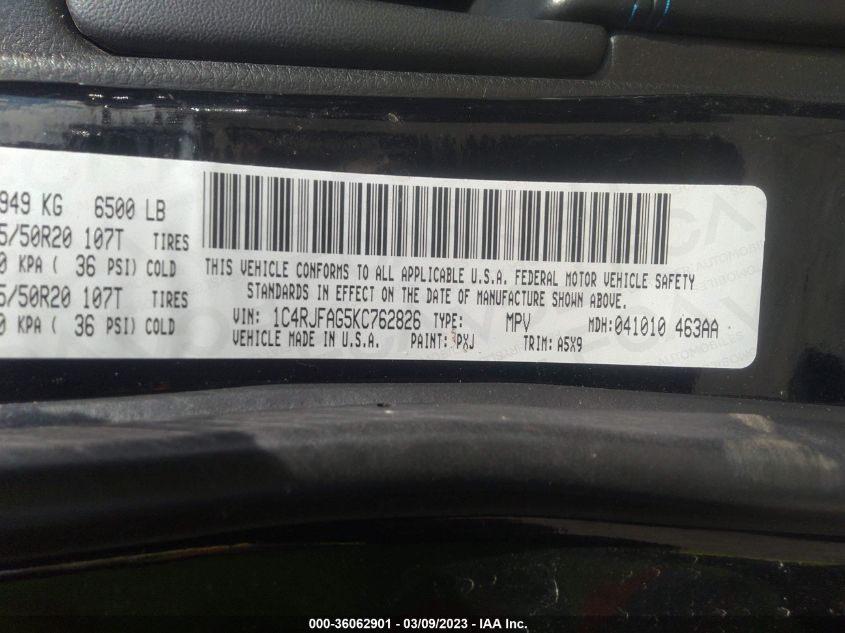 949 KG 6500 LB
5/50R20 107T TIRES
0 KPA ( 36 PSI) COLD
5/50R20 107T TIRES
0 KPA ( 36 PSI) COLD
THIS VEHICLE CONFORMS TO ALL APPLICABLE U.S.A. FEDERAL MOTOR VEHICLE SAFETY
STANDARDS IN EFFECT ON THE DATE OF MANUFACTURE SHOWN ABOVE.
VIN: 1C4RJFAG5KC762826 TYPE: MPV MDH:041010 463AA
VEHICLE MADE IN U.S.A. PAINT: PXJ TRIM: A5X9
000-36062901 - 03/09/2023 - IAA Inc.